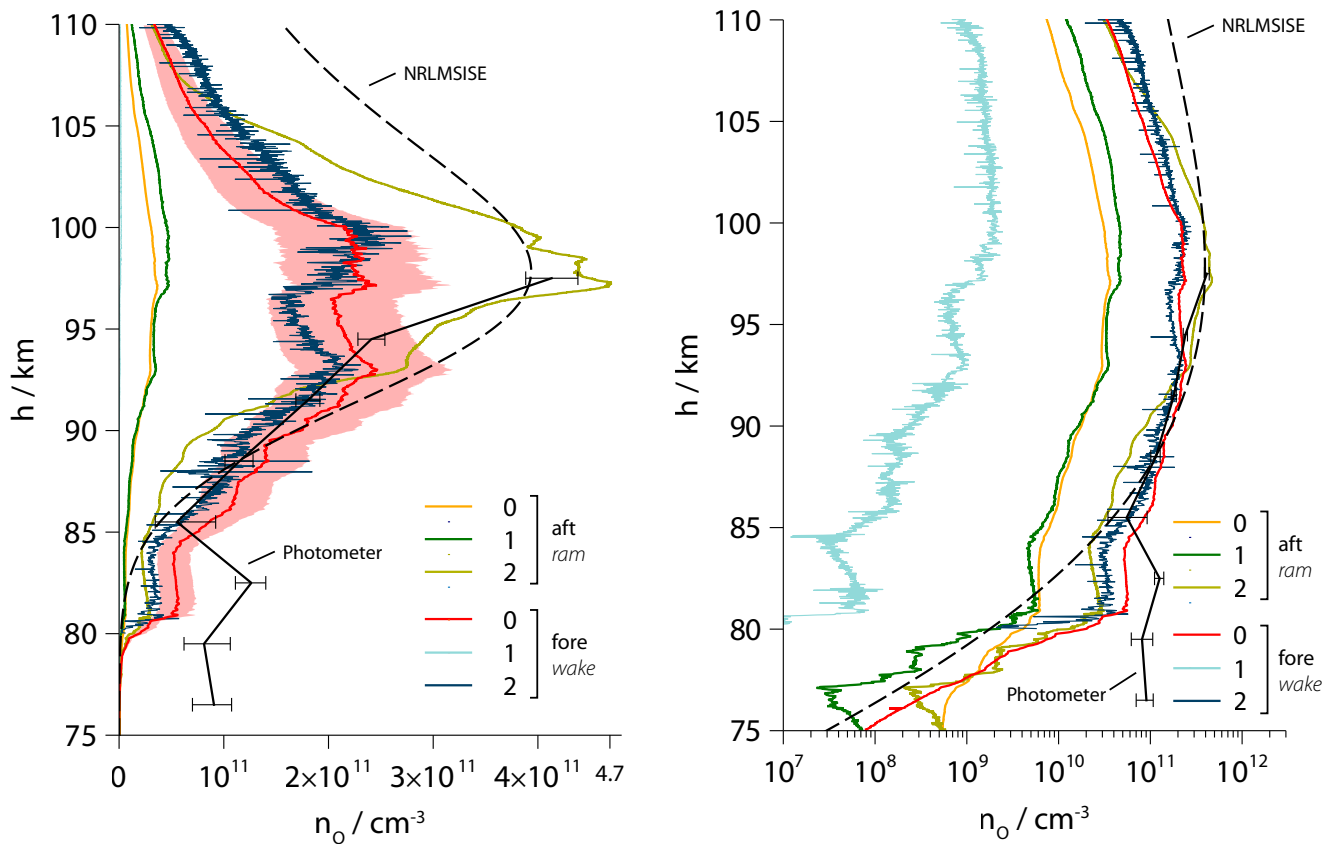 110
105
100
95
90
85
80
75
h / km
NRLMSISE
Photometer
0
1
2
aft
ram
0
1
2
fore
wake
0
10¹¹
2×10¹¹
3×10¹¹
4×10¹¹
4.7
nₒ / cm⁻³
110
105
100
95
90
85
80
75
h / km
NRLMSISE
Photometer
0
1
2
aft
ram
0
1
2
fore
wake
10⁷
10⁸
10⁹
10¹⁰
10¹¹
10¹²
nₒ / cm⁻³